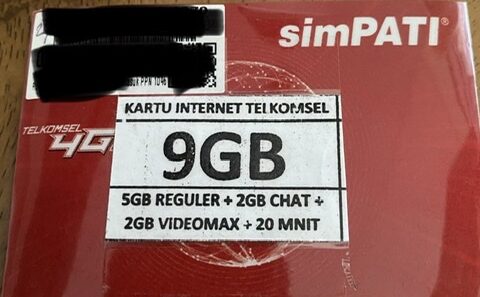 simPATI®
TELKOMSEL
4G
KARTU INTERNET TELKOMSEL
9GB
5GB REGULER + 2GB CHAT +
2GB VIDEOMAX + 20 MNIT